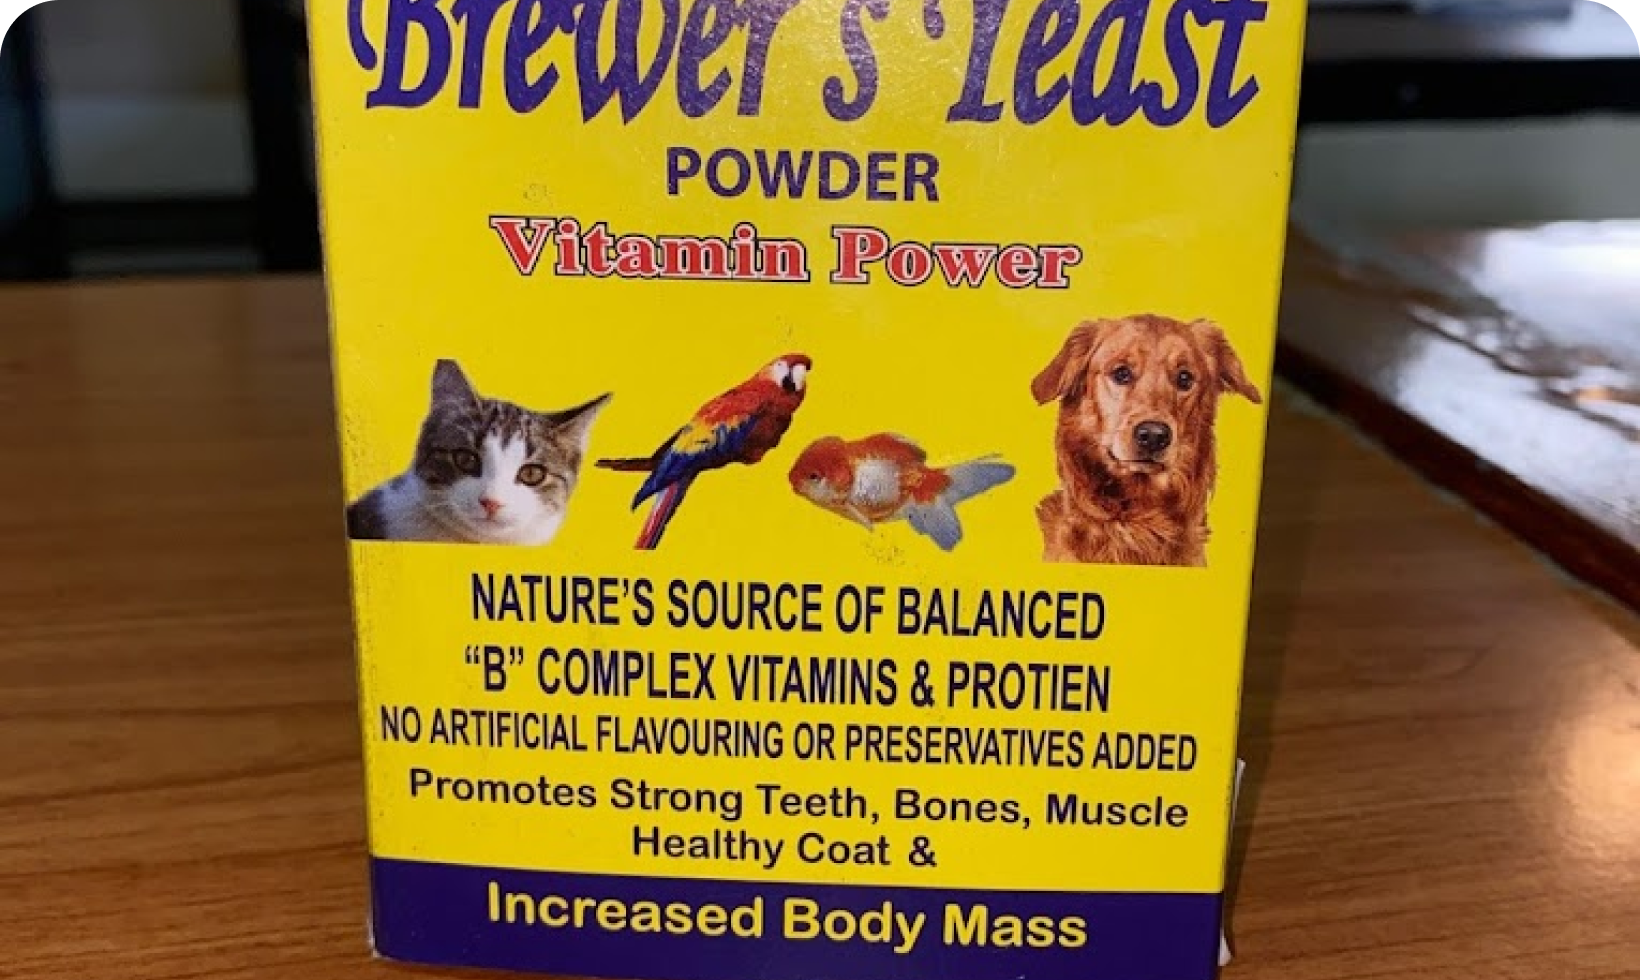 Brewer's Yeast
POWDER
Vitamin Power
NATURE'S SOURCE OF BALANCED
"B" COMPLEX VITAMINS & PROTIEN
NO ARTIFICIAL FLAVOURING OR PRESERVATIVES ADDED
Promotes Strong Teeth, Bones, Muscle
Healthy Coat &
Increased Body Mass